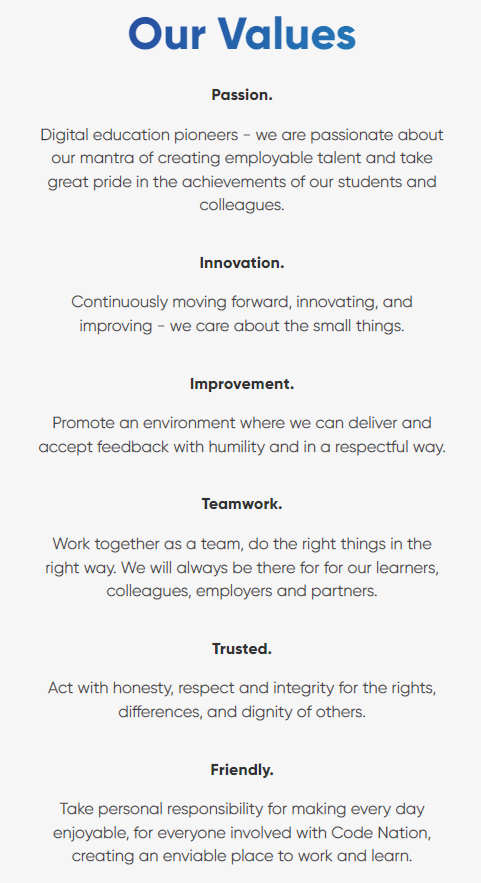 Our Values
Passion.
Digital education pioneers - we are passionate about
our mantra of creating employable talent and take
great pride in the achievements of our students and
colleagues.
Innovation.
Continuously moving forward, innovating, and
improving - we care about the small things.
Improvement.
Promote an environment where we can deliver and
accept feedback with humility and in a respectful way.
Teamwork.
Work together as a team, do the right things in the
right way. We will always be there for for our learners,
colleagues, employers and partners.
Trusted.
Act with honesty, respect and integrity for the rights,
differences, and dignity of others.
Friendly.
Take personal responsibility for making every day
enjoyable, for everyone involved with Code Nation,
creating an enviable place to work and learn.